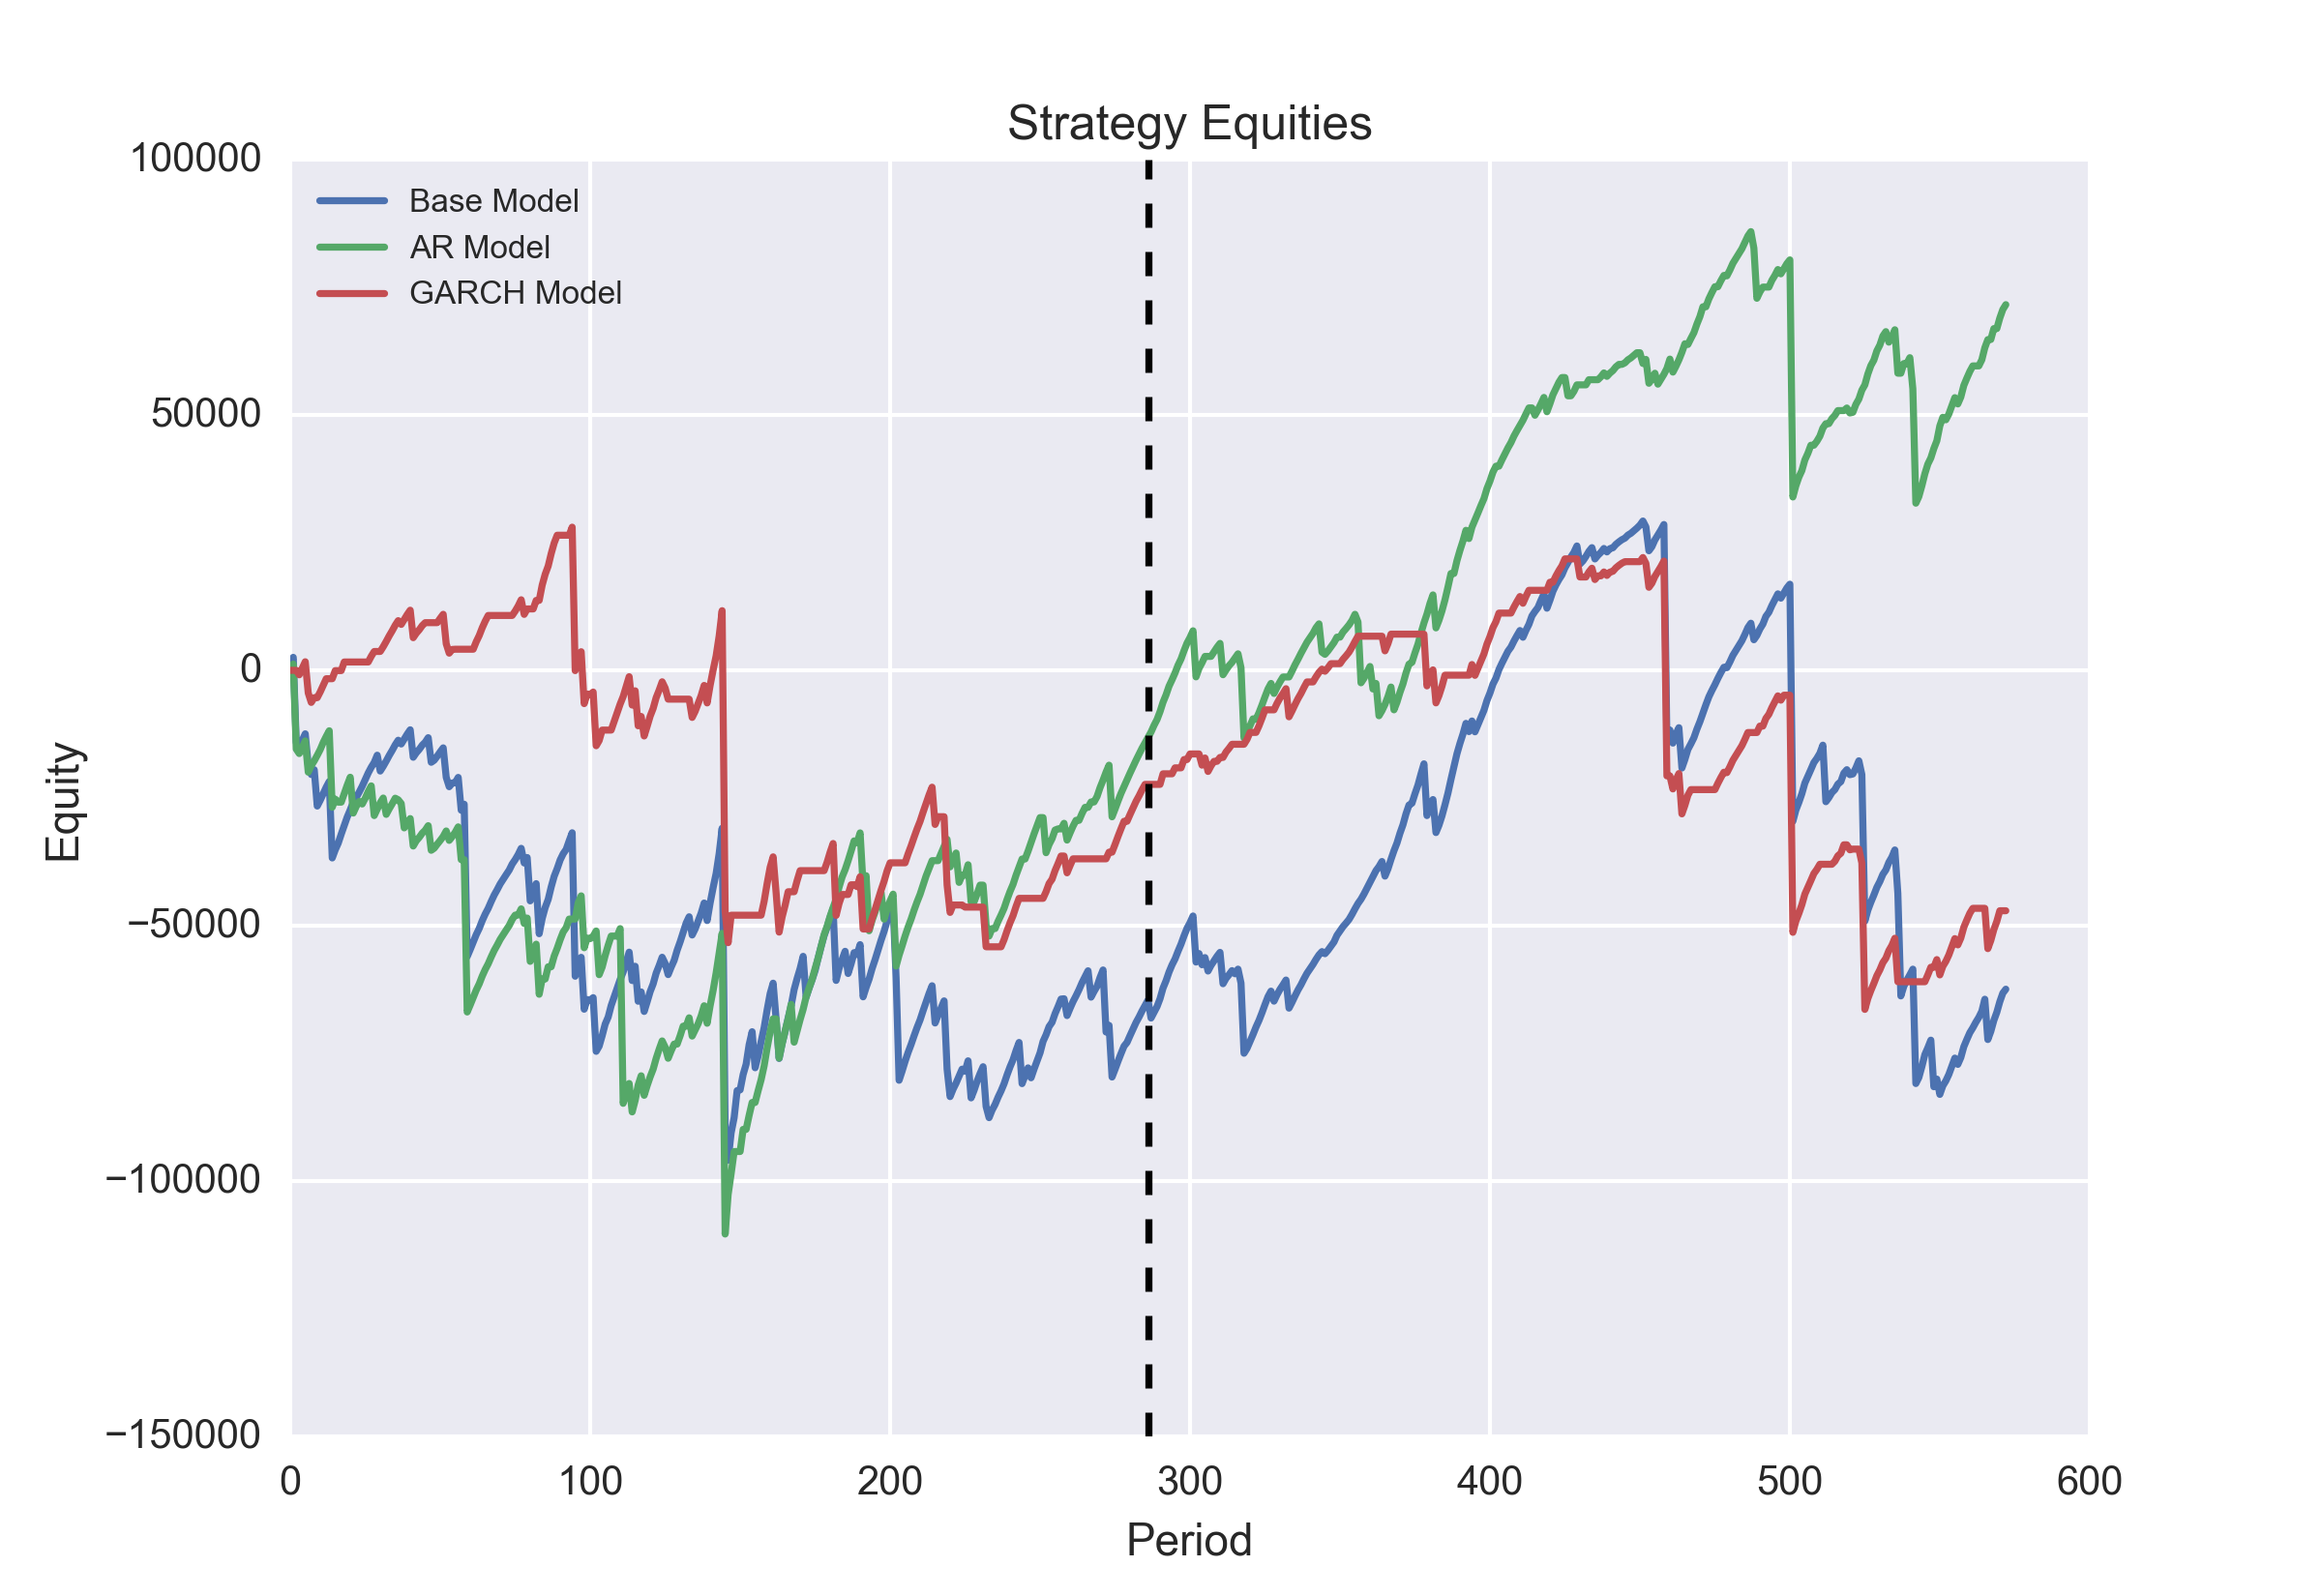 Strategy Equities
100000
50000
0
−50000
−100000
−150000
Equity
Base Model
AR Model
GARCH Model
0 100 200 300 400 500 600
Period